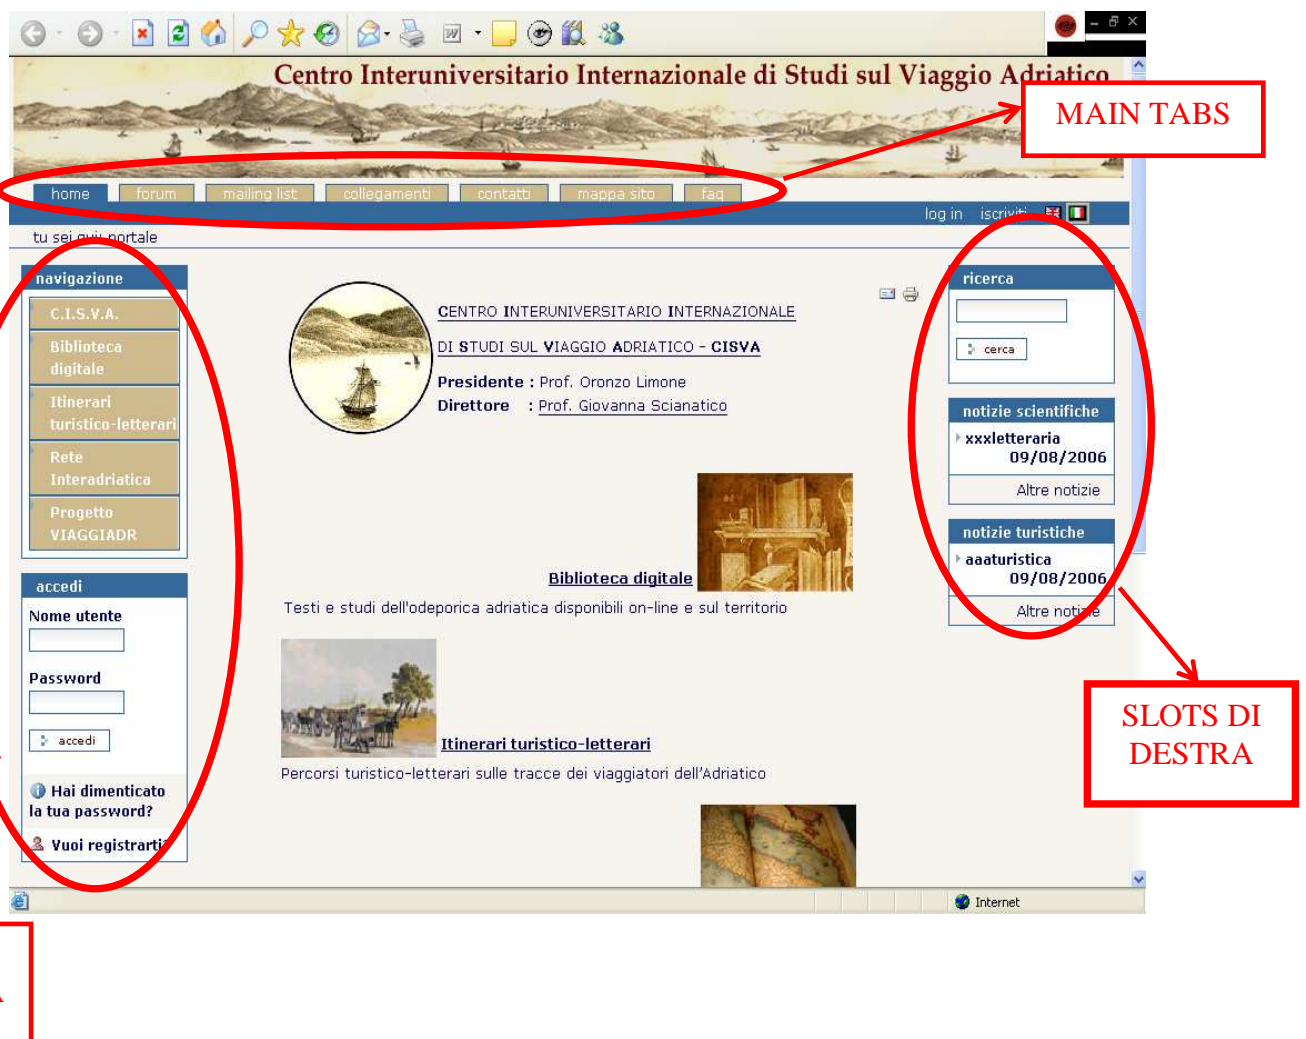 Centro Interuniversitario Internazionale di Studi sul Viaggio Adriatico
MAIN TABS
home forum mailing list collegamenti contatti mappa sito faq
log in iscriviti
tu sei qui: portale
navigazione
C.I.S.V.A.
Biblioteca
digitale
Itinerari
turistico-letterari
Rete
Interadriatica
Progetto
VIAGGIADR
accedi
Nome utente
Password
accedi
Hai dimenticato
la tua password?
Vuoi registrarti?
CENTRO INTERUNIVERSITARIO INTERNAZIONALE
DI STUDI SUL VIAGGIO ADRIATICO - CISVA
Presidente : Prof. Oronzo Limone
Direttore : Prof. Giovanna Scianatico
Biblioteca digitale
Testi e studi dell'odeporica adriatica disponibili on-line e sul territorio
Itinerari turistico-letterari
Percorsi turistico-letterari sulle tracce dei viaggiatori dell'Adriatico
ricerca
cerca
notizie scientifiche
xxxletteraria
09/08/2006
Altre notizie
notizie turistiche
aaaturistica
09/08/2006
Altre notizie
SLOTS DI
DESTRA
Internet
A